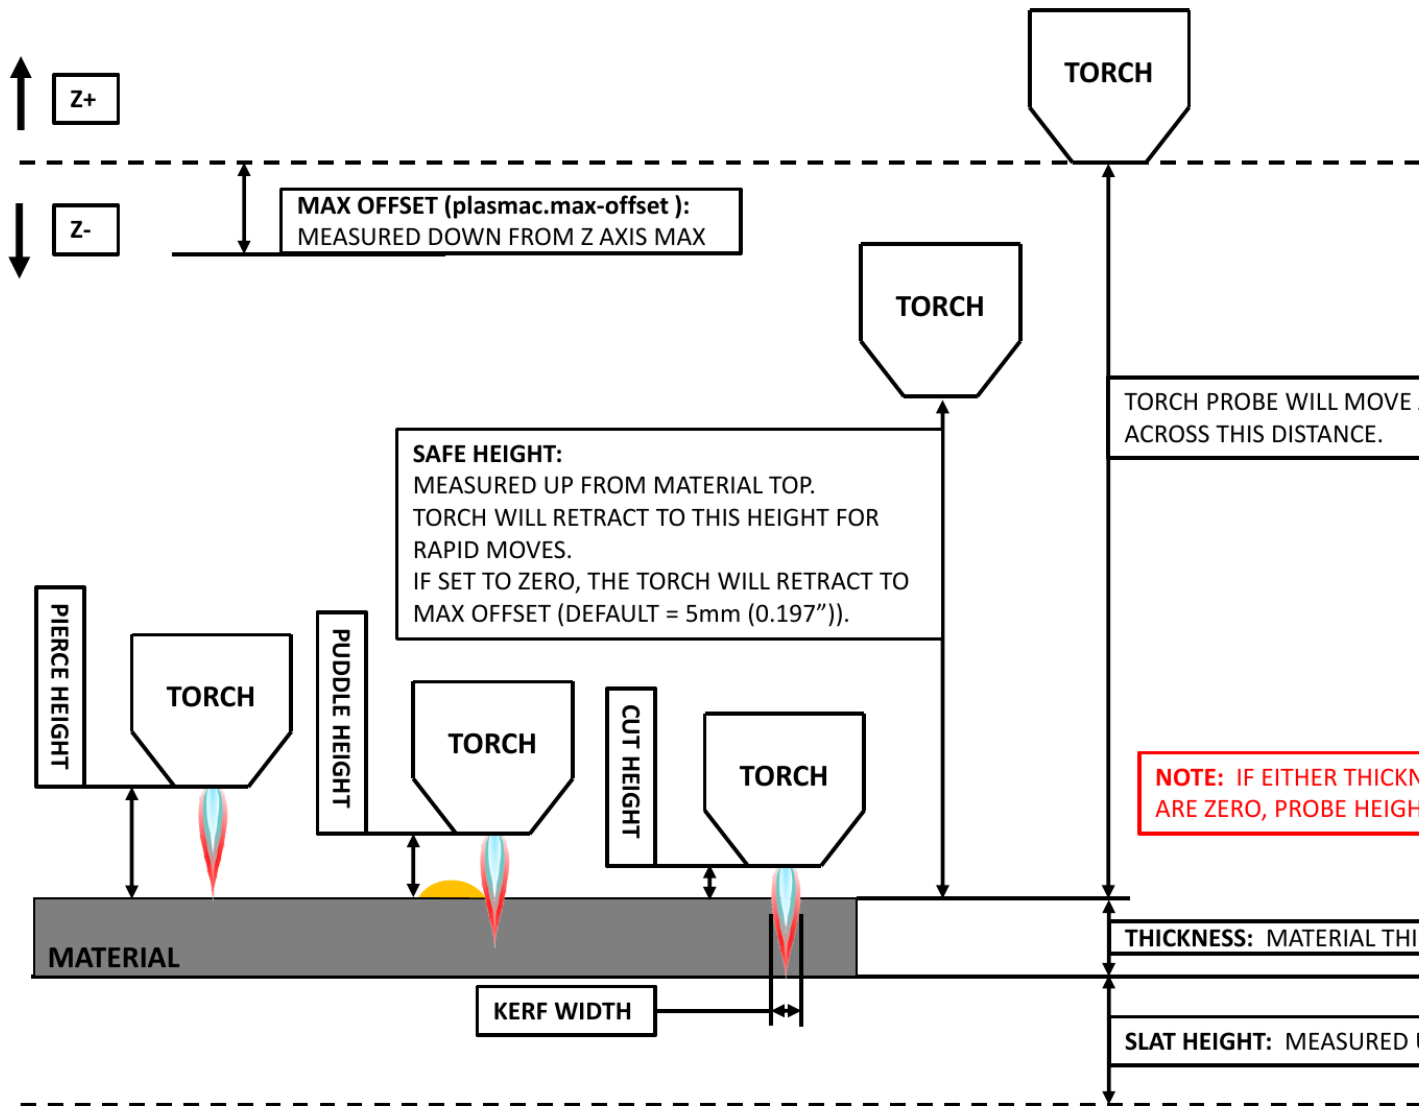 TORCH
Z+
Z-
MAX OFFSET (plasmac.max-offset ):
MEASURED DOWN FROM Z AXIS MAX
TORCH
TORCH PROBE WILL MOVE
ACROSS THIS DISTANCE.
SAFE HEIGHT:
MEASURED UP FROM MATERIAL TOP.
TORCH WILL RETRACT TO THIS HEIGHT FOR
RAPID MOVES.
IF SET TO ZERO, THE TORCH WILL RETRACT TO
MAX OFFSET (DEFAULT = 5mm (0.197”)).
PIERCE HEIGHT
TORCH
PUDDLE HEIGHT
TORCH
CUT HEIGHT
TORCH
NOTE: IF EITHER
ARE ZERO, PROBE
MATERIAL
THICKNESS: MATERIAL
KERF WIDTH
SLAT HEIGHT: MEASURED